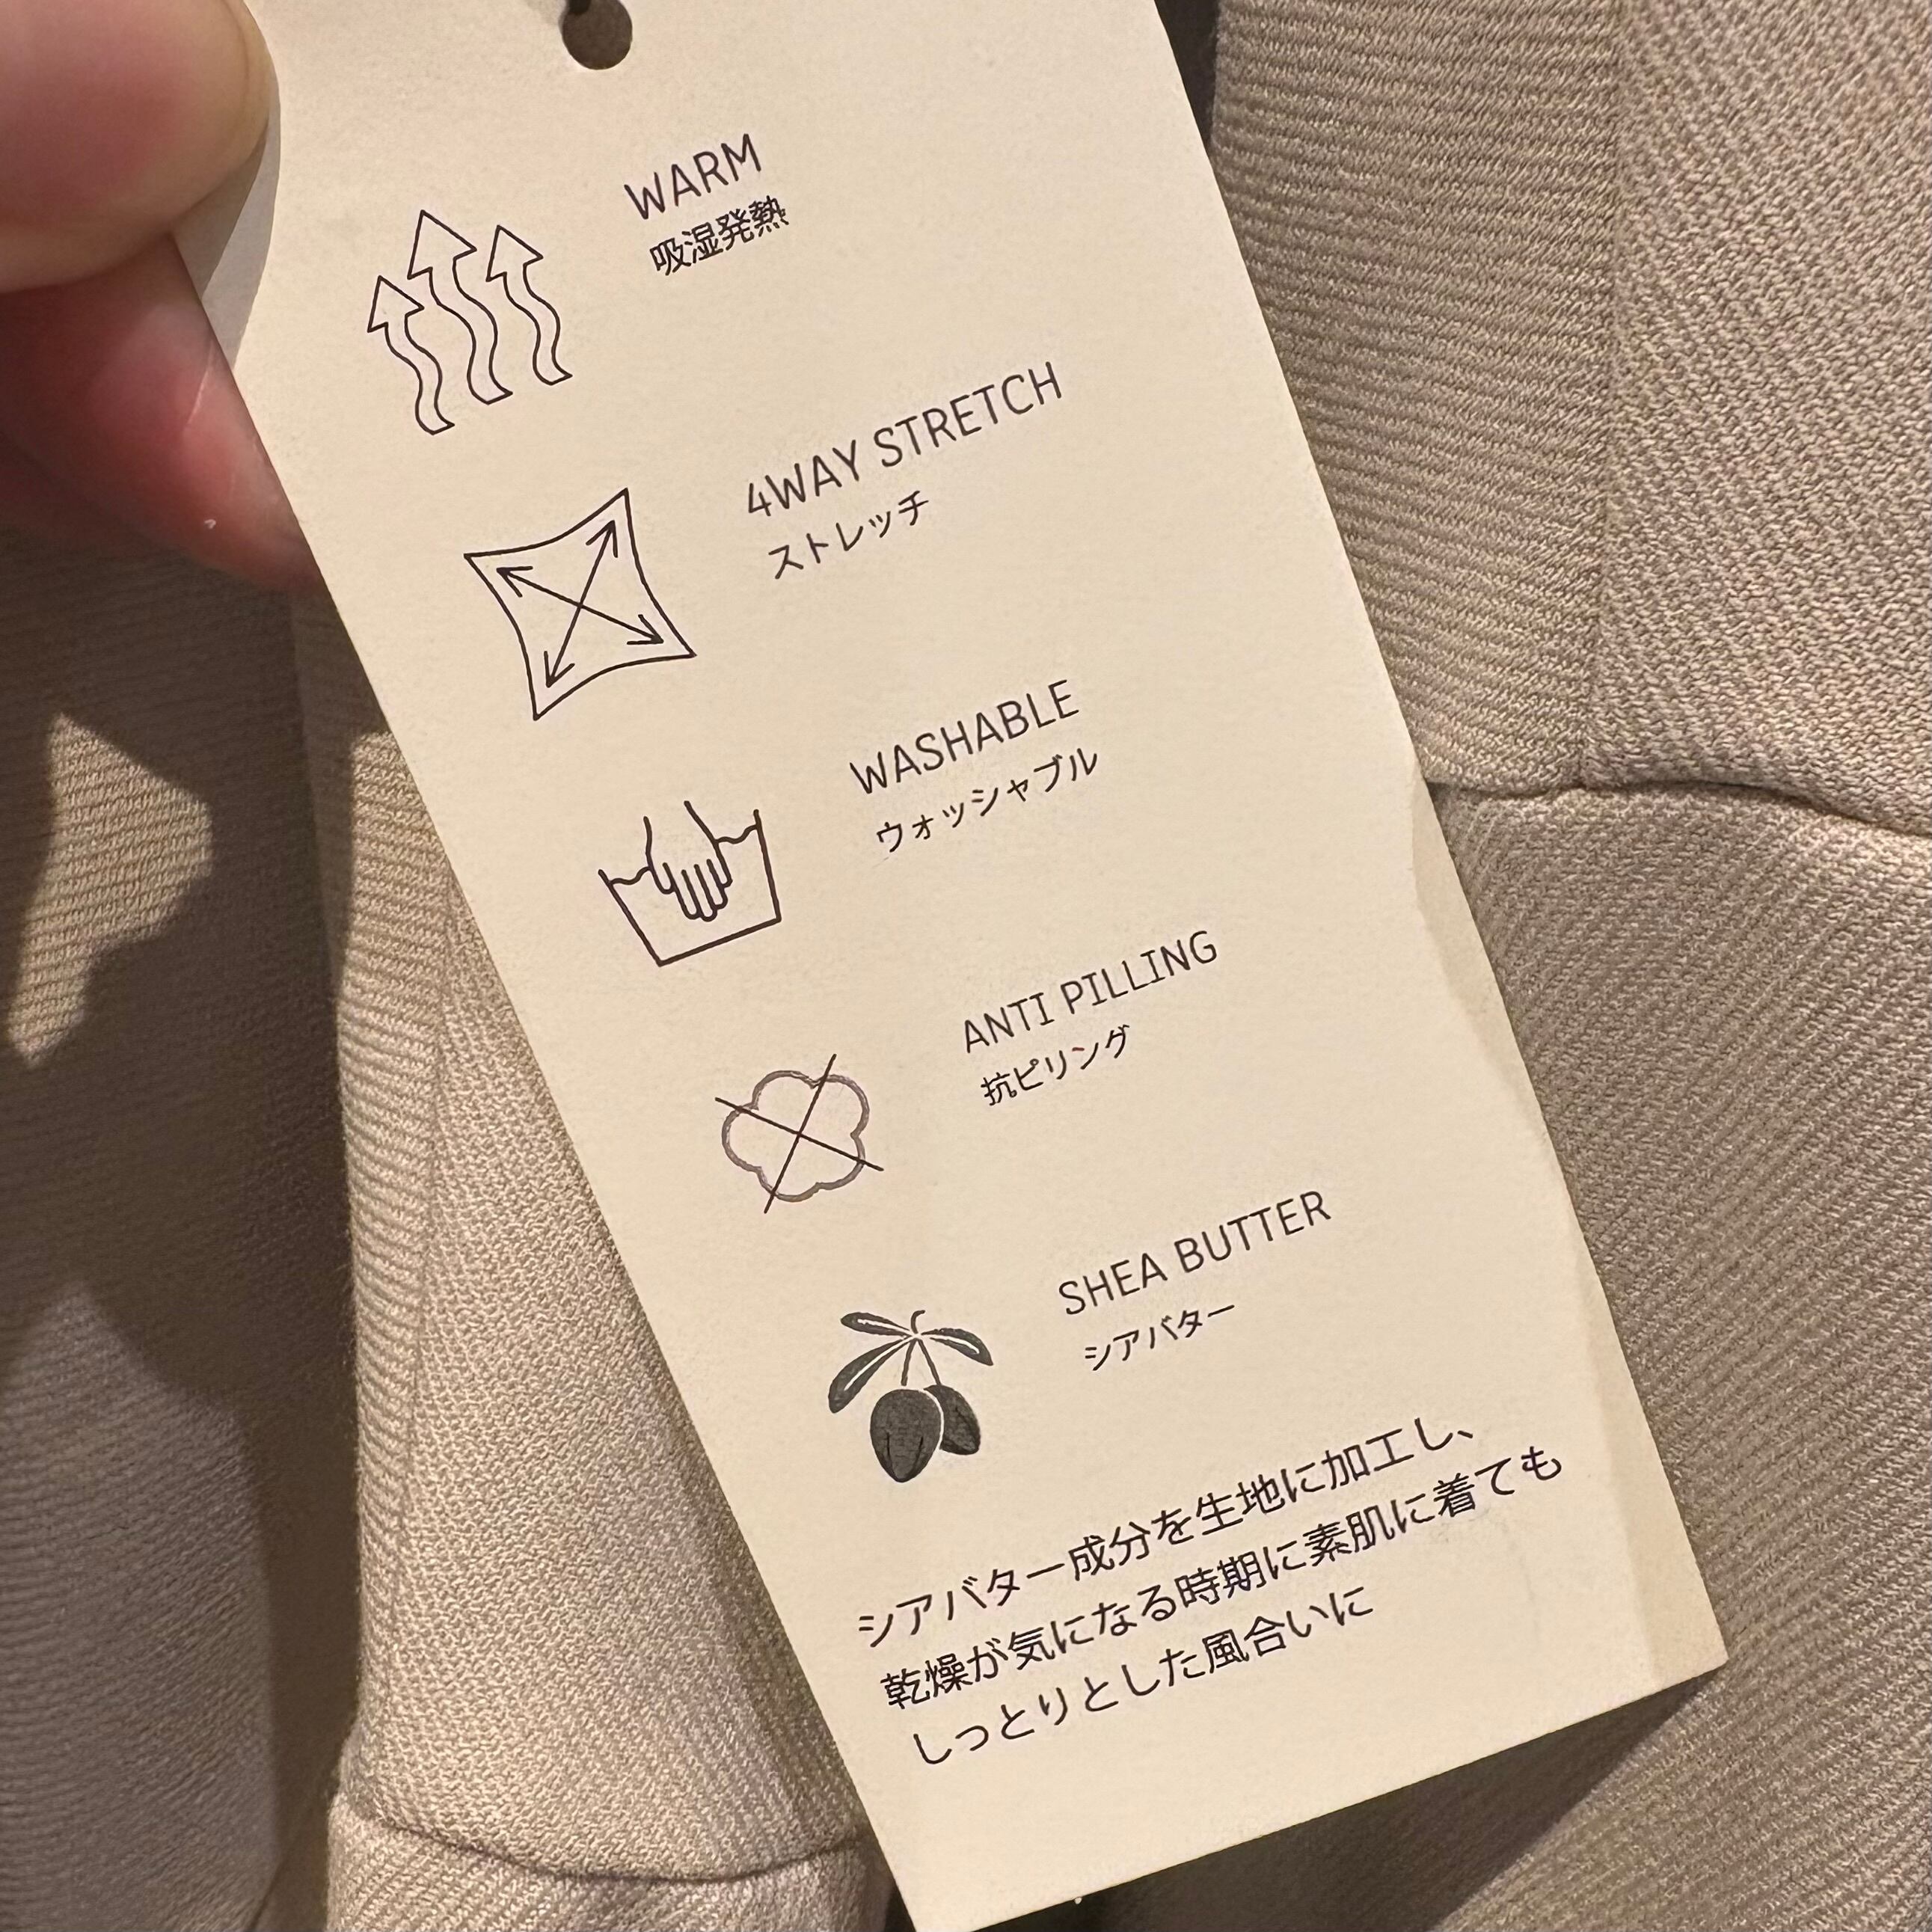 WARM
吸湿発熱
4WAY STRETCH
ストレッチ
WASHABLE
ウォッシャブル
ANTI PILLING
抗ピリング
SHEA BUTTER
シアバター
シアバター成分を生地に加工し、
乾燥が気になる時期に素肌に着ても
しっとりとした風合いに